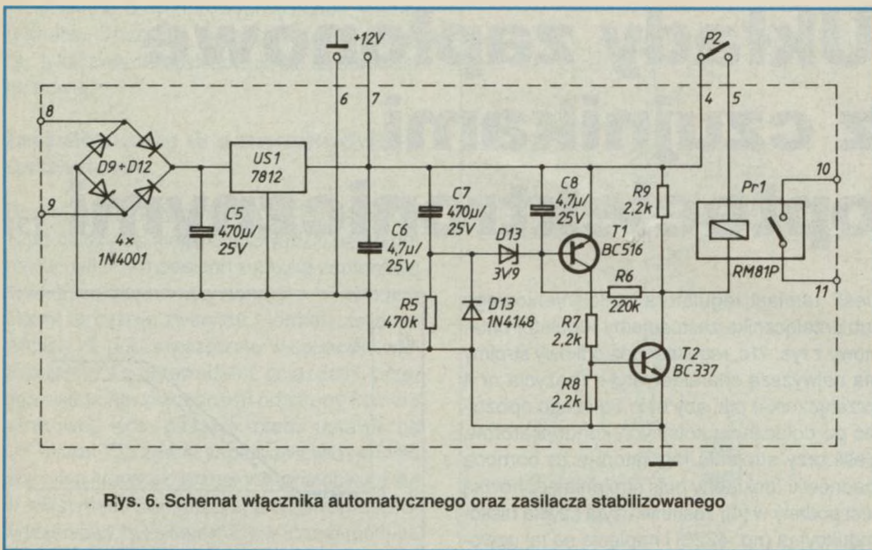 +12V
P2
6
7
4
5
8
9
D9÷D12
4×
1N4001
US1
7812
C5
470µ/
25V
C6
4,7µ/
25V
C7
470µ/
25V
C8
4,7µ/
25V
R9
2,2k
Pr1
10
11
RM81P
D13
3V9
T1
BC516
R6
220k
R5
470k
D13
1N4148
R7
2,2k
R8
2,2k
T2
BC337
Rys. 6. Schemat włącznika automatycznego oraz zasilacza stabilizowanego